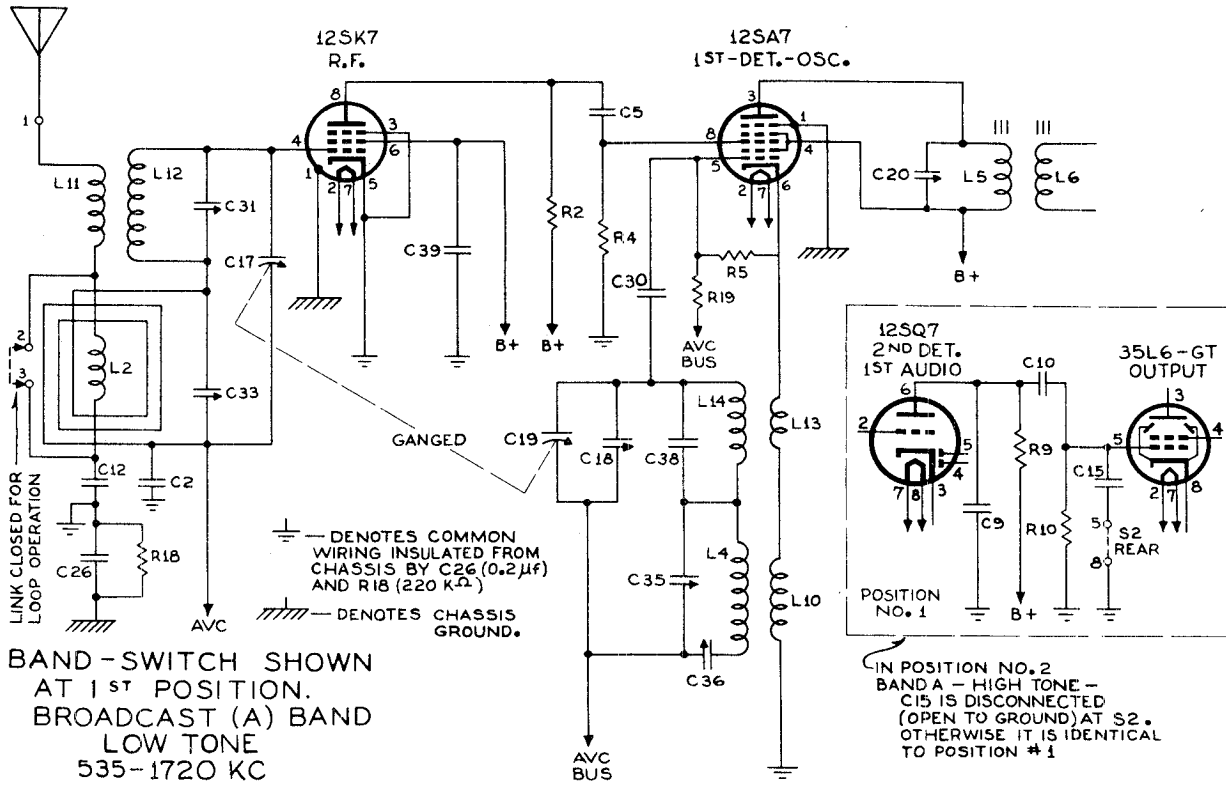 12SK7
R.F.
12SA7
1ST-DET.-OSC.
8
3
6
4
1
2
7
5
C5
3
1
8
4
5
2
7
6
1
L11
L12
C31
C17
C39
R2
R4
C30
R5
R19
AVC
BUS
C20
L5
L6
B+
B+
B+
2
3
L2
C33
LINK CLOSED FOR
LOOP OPERATION
C12
C2
C26
R18
AVC
GANGED
C19
C18
C38
L14
L13
C35
L4
L10
C36
AVC
BUS
— DENOTES COMMON
WIRING INSULATED FROM
CHASSIS BY C26 (0.2µf)
AND R18 (220 KΩ)
— DENOTES CHASSIS
GROUND.
12SQ7
2ND DET.
1ST AUDIO
6
2
5
4
7
8
3
C10
35L6-GT
OUTPUT
3
4
5
2
7
8
R9
C9
R10
C15
5
8
S2
REAR
B+
POSITION
NO. 1
IN POSITION NO. 2
BAND A — HIGH TONE —
C15 IS DISCONNECTED
(OPEN TO GROUND) AT S2.
OTHERWISE IT IS IDENTICAL
TO POSITION #1
BAND-SWITCH SHOWN
AT 1ST POSITION.
BROADCAST (A) BAND
LOW TONE
535-1720 KC